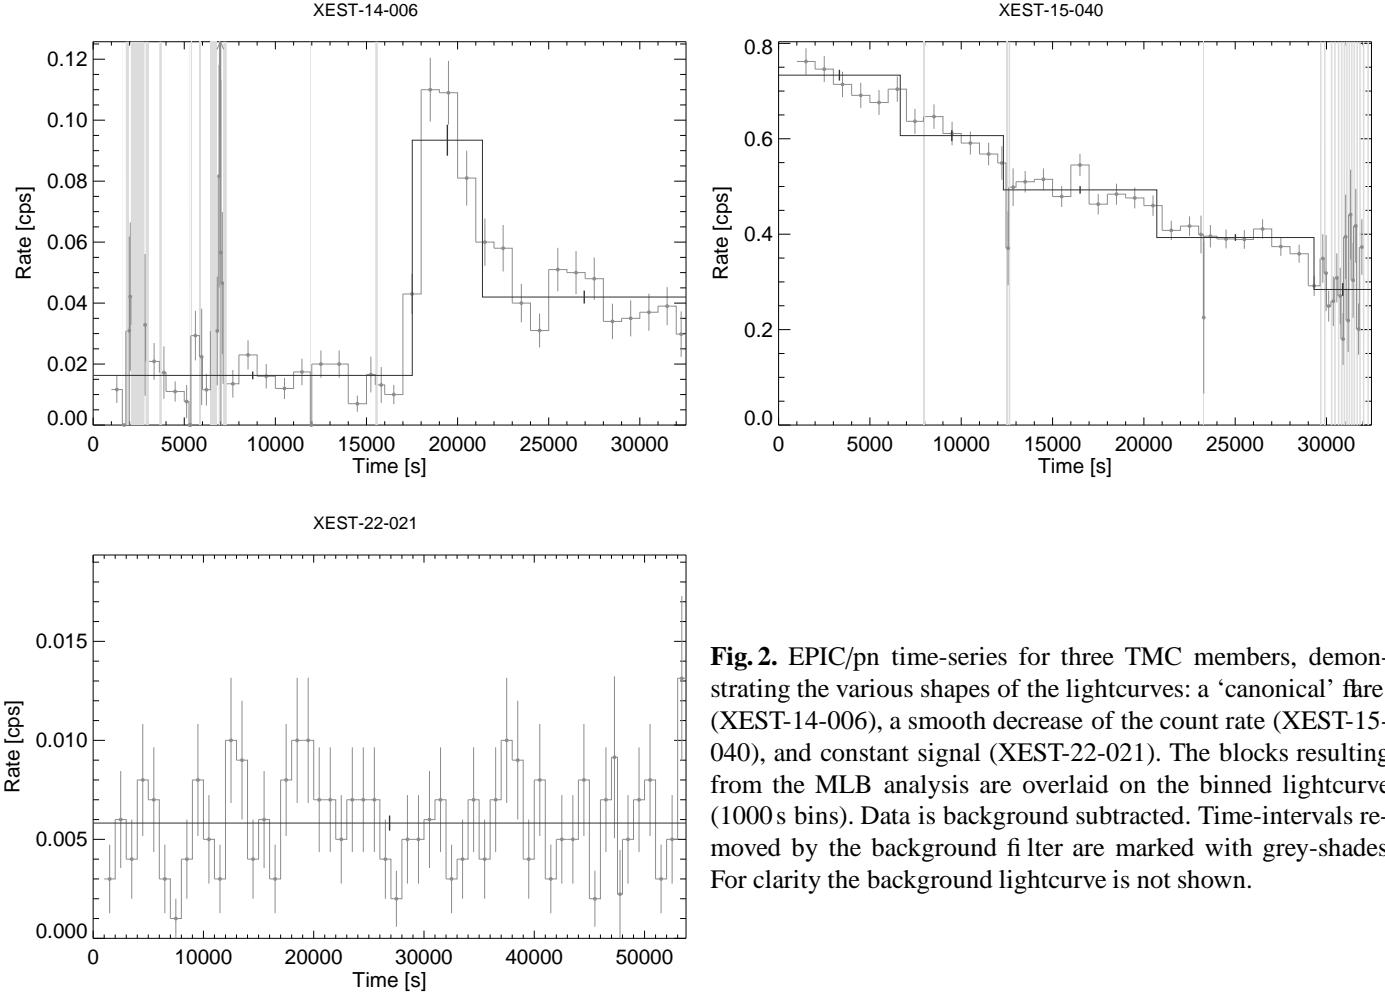 XEST-14-006
0.12
0.10
0.08
0.06
0.04
0.02
0.00
Rate [cps]
0 5000 10000 15000 20000 25000 30000
Time [s]
XEST-15-040
0.8
0.6
0.4
0.2
0.0
Rate [cps]
0 5000 10000 15000 20000 25000 30000
Time [s]
XEST-22-021
0.015
0.010
0.005
0.000
Rate [cps]
0 10000 20000 30000 40000 50000
Time [s]
Fig. 2. EPIC/pn time-series for three TMC members, demon-
strating the various shapes of the lightcurves: a ‘canonical’ flare
(XEST-14-006), a smooth decrease of the count rate (XEST-15-
040), and constant signal (XEST-22-021). The blocks resulting
from the MLB analysis are overlaid on the binned lightcurve
(1000 s bins). Data is background subtracted. Time-intervals re-
moved by the background filter are marked with grey-shades
For clarity the background lightcurve is not shown.